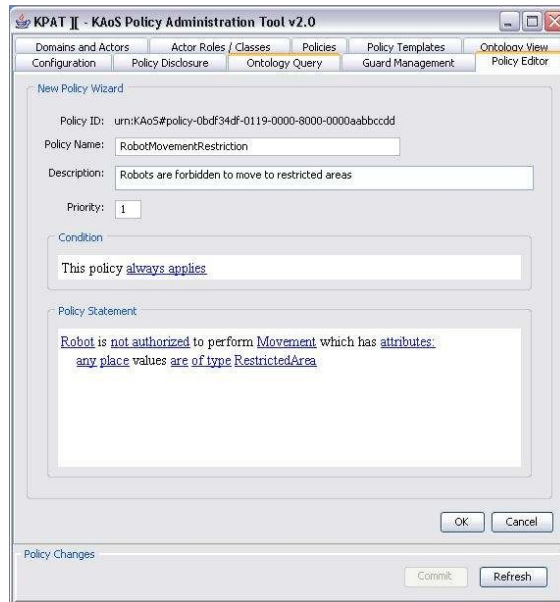 KPAT ][ - KAoS Policy Administration Tool v2.0
Domains and Actors Actor Roles / Classes Policies Policy Templates Ontology View
Configuration Policy Disclosure Ontology Query Guard Management Policy Editor
New Policy Wizard
Policy ID: urn:KAoS#policy-0bdf34df-0119-0000-8000-0000aabbccdd
Policy Name: RobotMovementRestriction
Description: Robots are forbidden to move to restricted areas
Priority: 1
Condition
This policy always applies
Policy Statement
Robot is not authorized to perform Movement which has attributes:
any place values are of type RestrictedArea
OK Cancel
Policy Changes
Commit Refresh